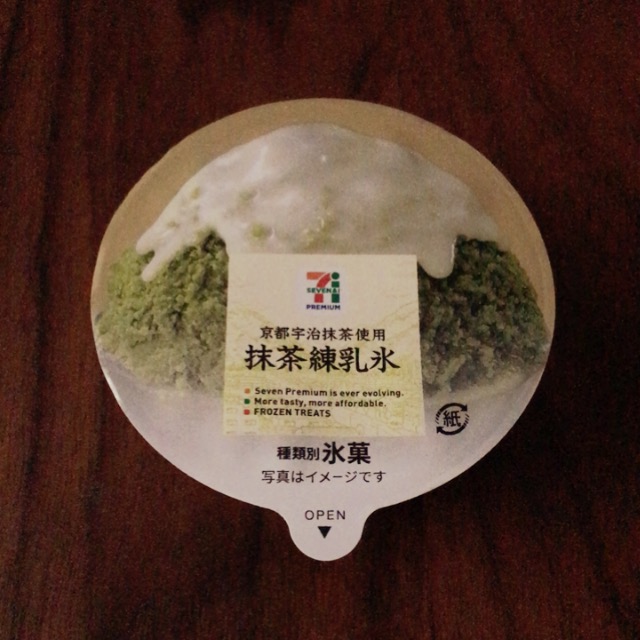 7i
SEVEN&i
PREMIUM
京都宇治抹茶使用
抹茶練乳氷
Seven Premium is ever evolving.
More tasty, more affordable.
FROZEN TREATS
紙
種類別 氷菓
写真はイメージです
OPEN